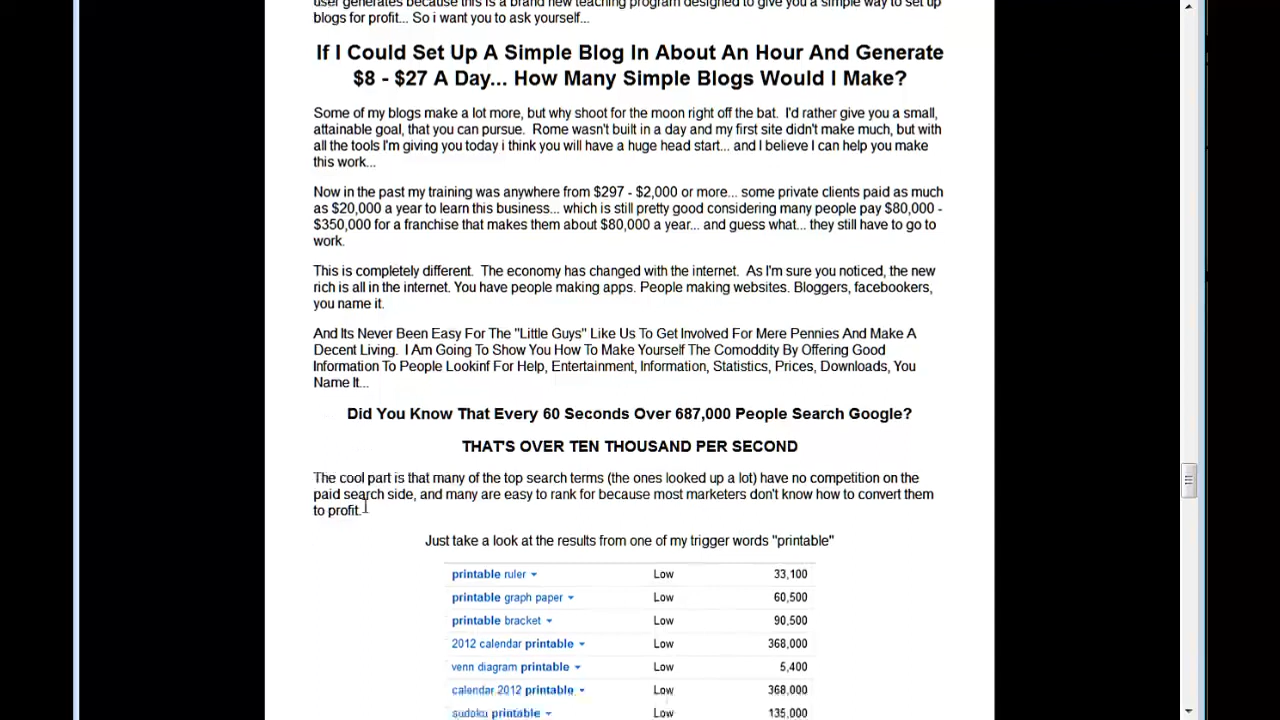 user generates because this is a brand new teaching program designed to give you a simple way to set up
blogs for profit... So i want you to ask yourself...
If I Could Set Up A Simple Blog In About An Hour And Generate
$8 - $27 A Day... How Many Simple Blogs Would I Make?
Some of my blogs make a lot more, but why shoot for the moon right off the bat. I'd rather give you a small,
attainable goal, that you can pursue. Rome wasn't built in a day and my first site didn't make much, but with
all the tools I'm giving you today i think you will have a huge head start... and I believe I can help you make
this work...
Now in the past my training was anywhere from $297 - $2,000 or more... some private clients paid as much
as $20,000 a year to learn this business... which is still pretty good considering many people pay $80,000 -
$350,000 for a franchise that makes them about $80,000 a year... and guess what... they still have to go to
work.
This is completely different. The economy has changed with the internet. As I'm sure you noticed, the new
rich is all in the internet. You have people making apps. People making websites. Bloggers, facebookers,
you name it.
And Its Never Been Easy For The "Little Guys" Like Us To Get Involved For Mere Pennies And Make A
Decent Living. I Am Going To Show You How To Make Yourself The Comoddity By Offering Good
Information To People Lookinf For Help, Entertainment, Information, Statistics, Prices, Downloads, You
Name It...
Did You Know That Every 60 Seconds Over 687,000 People Search Google?
THAT'S OVER TEN THOUSAND PER SECOND
The cool part is that many of the top search terms (the ones looked up a lot) have no competition on the
paid search side, and many are easy to rank for because most marketers don't know how to convert them
to profit.
Just take a look at the results from one of my trigger words "printable"
printable ruler Low 33,100
printable graph paper Low 60,500
printable bracket Low 90,500
2012 calendar printable Low 368,000
venn diagram printable Low 5,400
calendar 2012 printable Low 368,000
sudoku printable Low 135,000